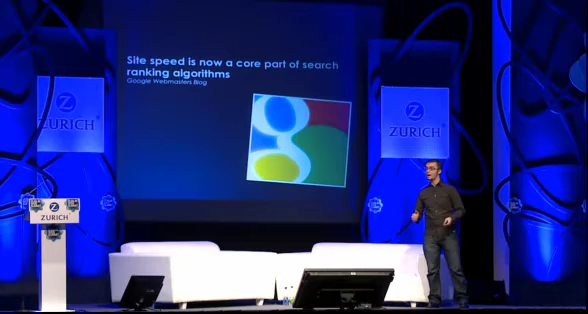 Site speed is now a core part of search
ranking algorithms
Google Webmasters Blog
Z
ZURICH
Z
ZURICH
Z
ZURICH